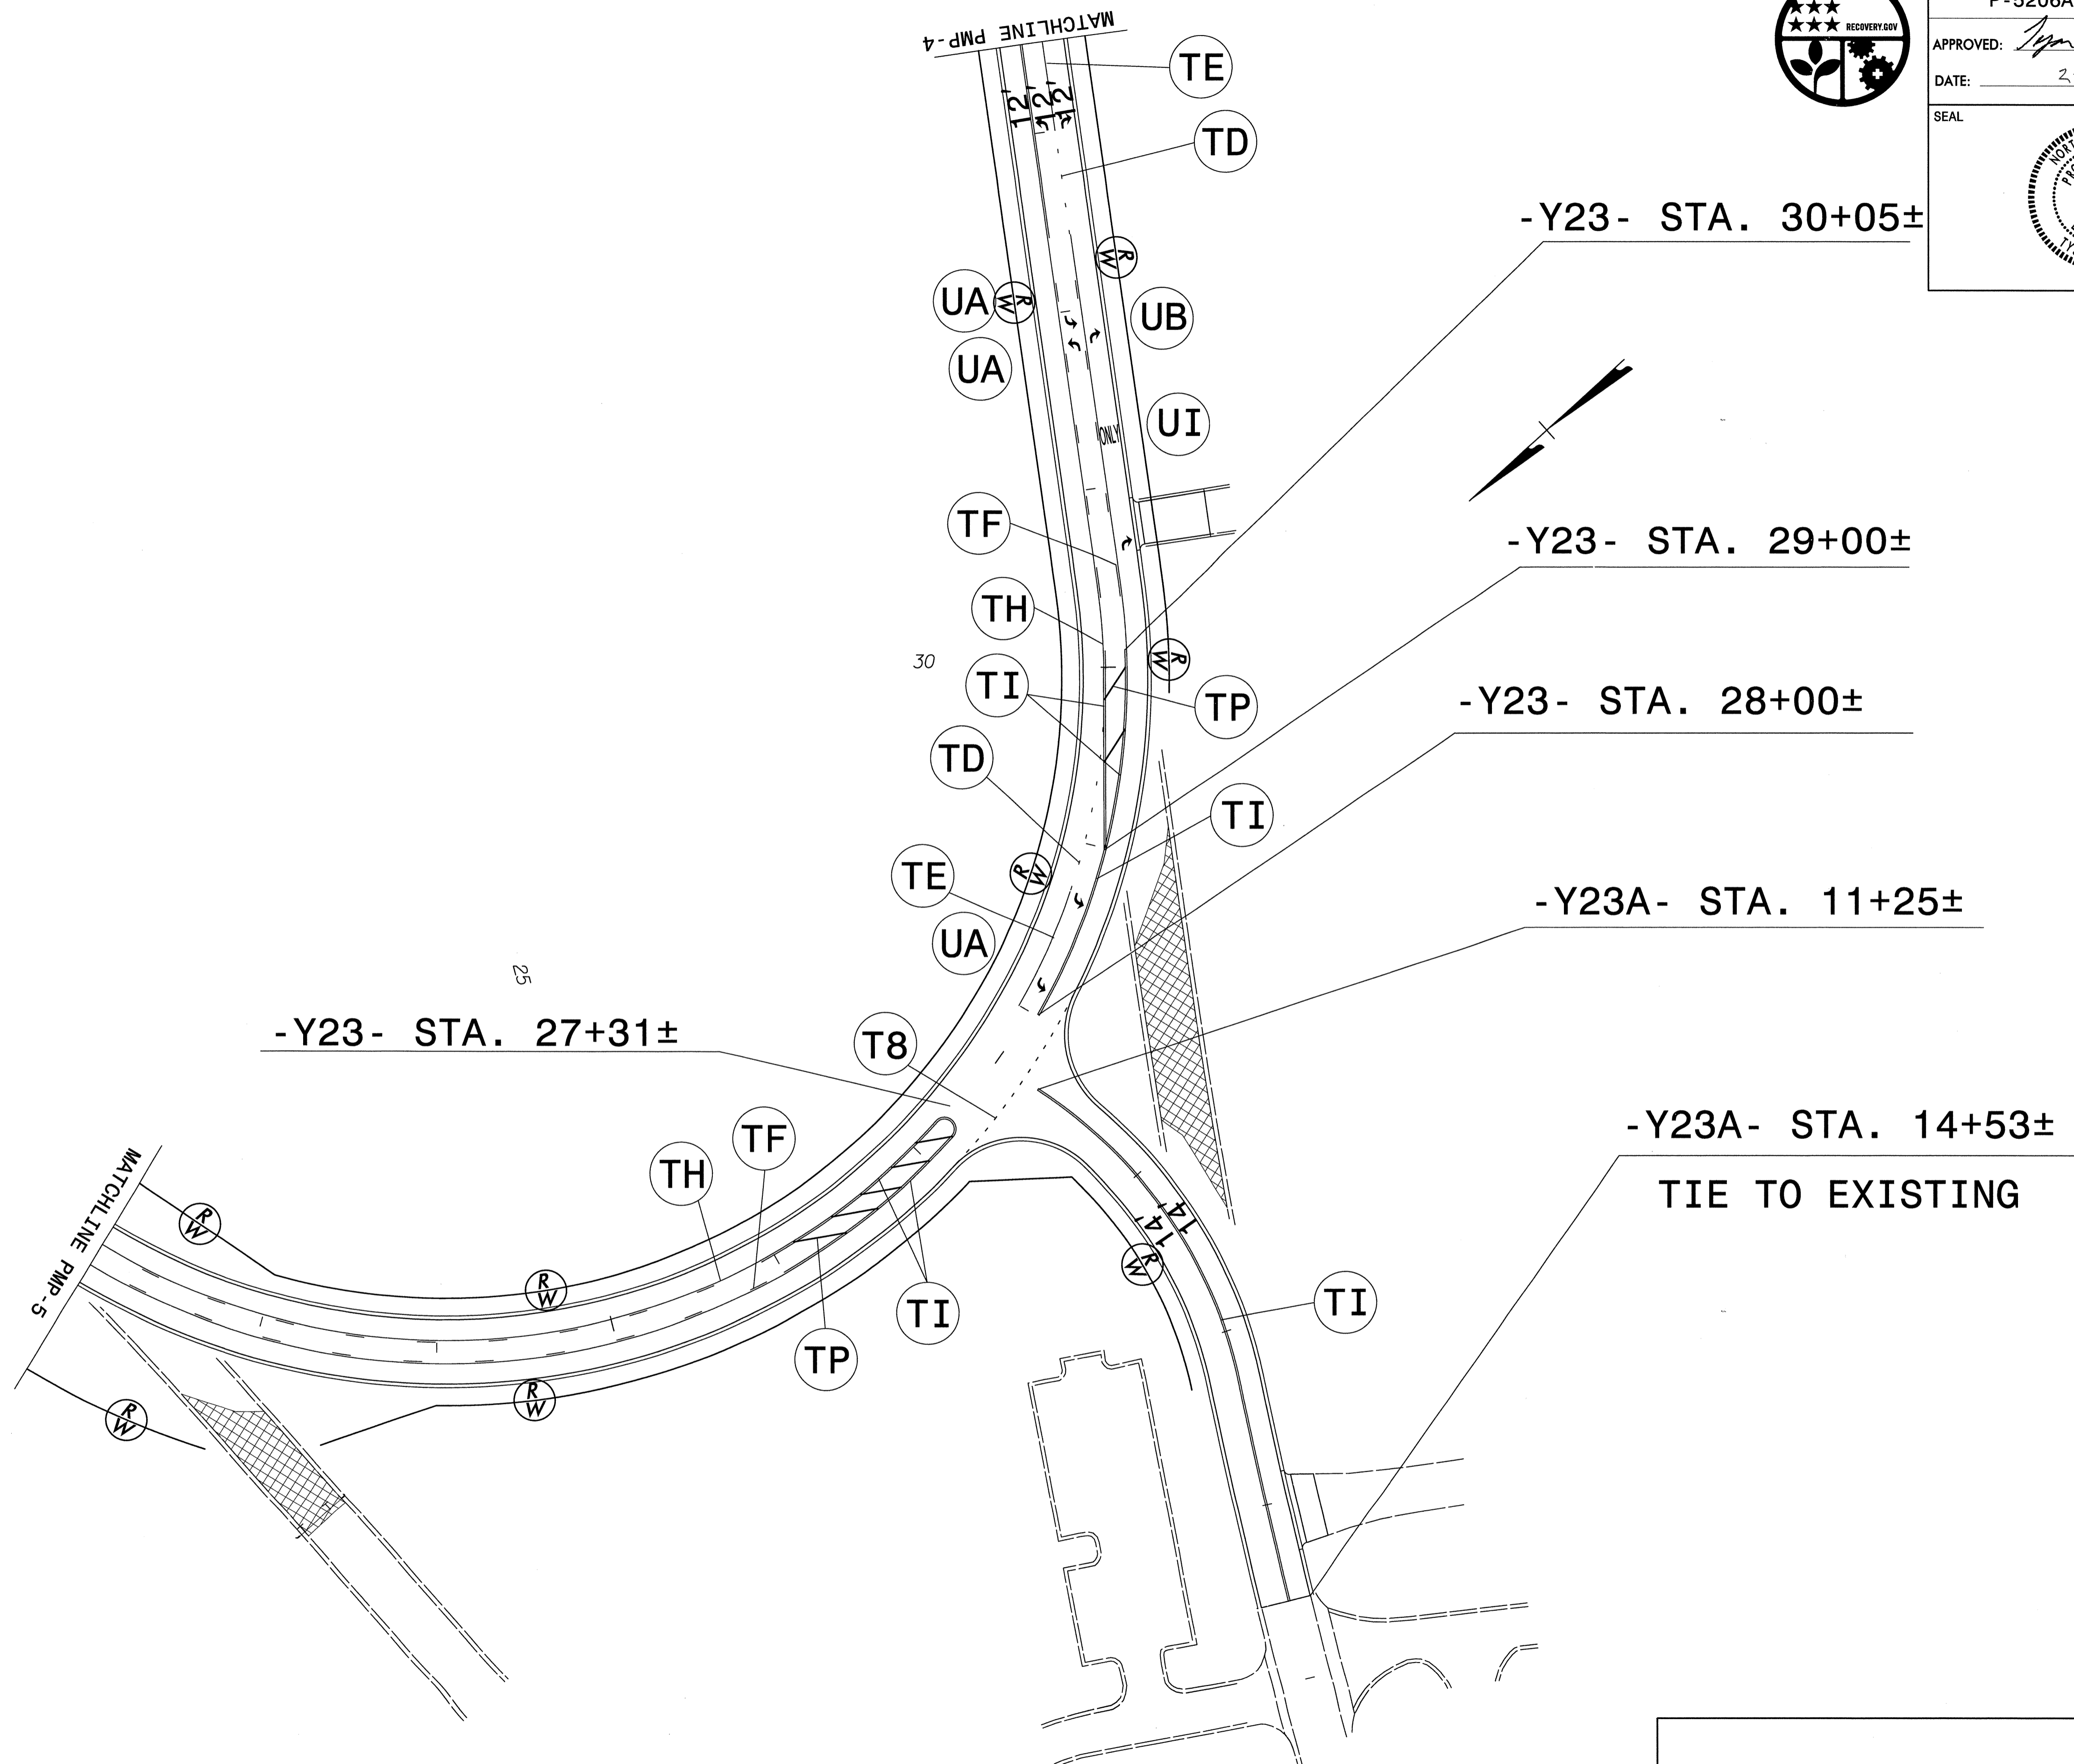 MATCHLINE PMP-4
RECOVERY.GOV
APPROVED:
DATE:
SEAL
TE
12'
12'
12'
TD
-Y23- STA. 30+05±
R
W
UA
R
W
UB
UA
UI
ONLY
TF
-Y23- STA. 29+00±
TH
30
R
W
TI
TP
-Y23- STA. 28+00±
TD
TI
TE
R
W
-Y23A- STA. 11+25±
UA
25
-Y23- STA. 27+31±
T8
-Y23A- STA. 14+53±
TIE TO EXISTING
TF
TH
MATCHLINE PMP-5
R
W
14'
14'
R
W
R
W
TI
TI
TP
R
W
R
W